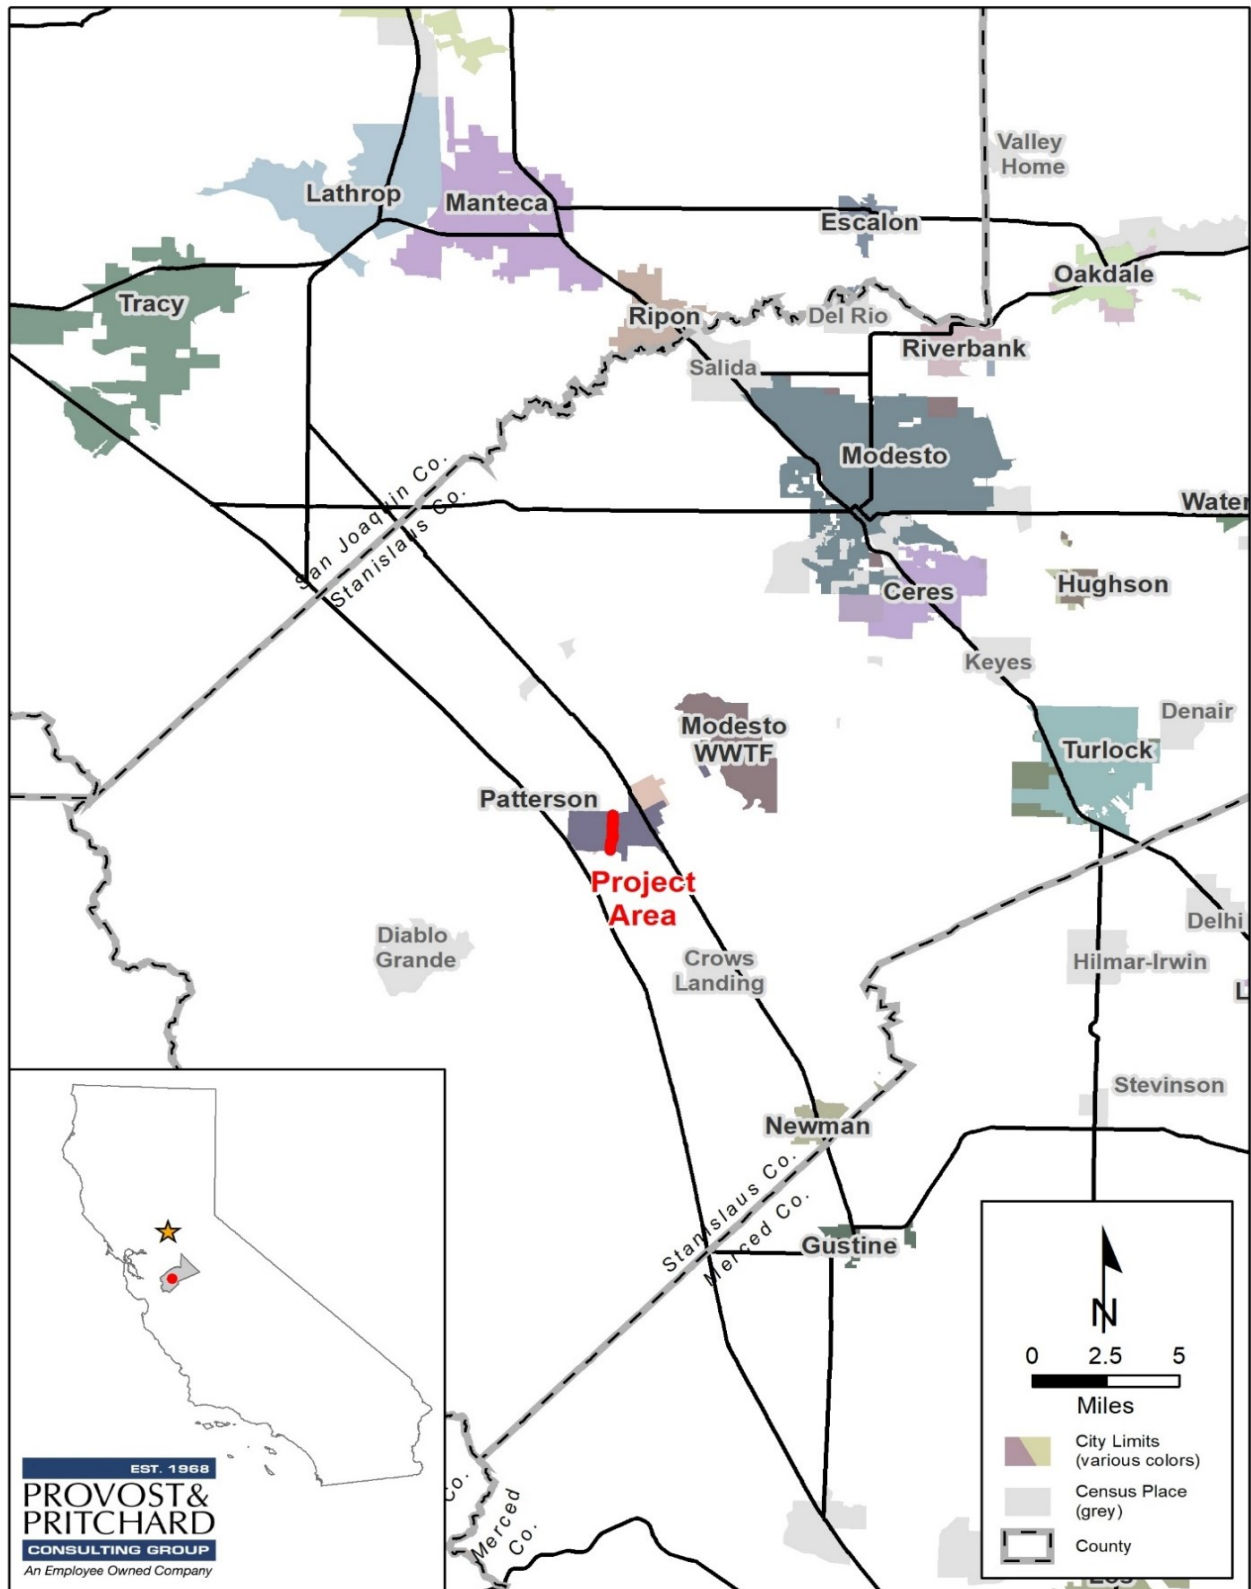 Valley
Home
Lathrop
Manteca
Escalon
Oakdale
Tracy
Ripon
Del Rio
Riverbank
Salida
Modesto
Water
San Joaquin Co.
Stanislaus Co.
Ceres
Hughson
Keyes
Denair
Modesto
WWTF
Turlock
Patterson
Project
Area
Delhi
Diablo
Grande
Crows
Landing
Hilmar-Irwin
L
Stevinson
Newman
Stanislaus Co.
Merced Co.
Gustine
N
0 2.5 5
Miles
City Limits
(various colors)
Census Place
(grey)
County
EST. 1968
PROVOST&
PRITCHARD
CONSULTING GROUP
An Employee Owned Company
Co.
Merced
Co.